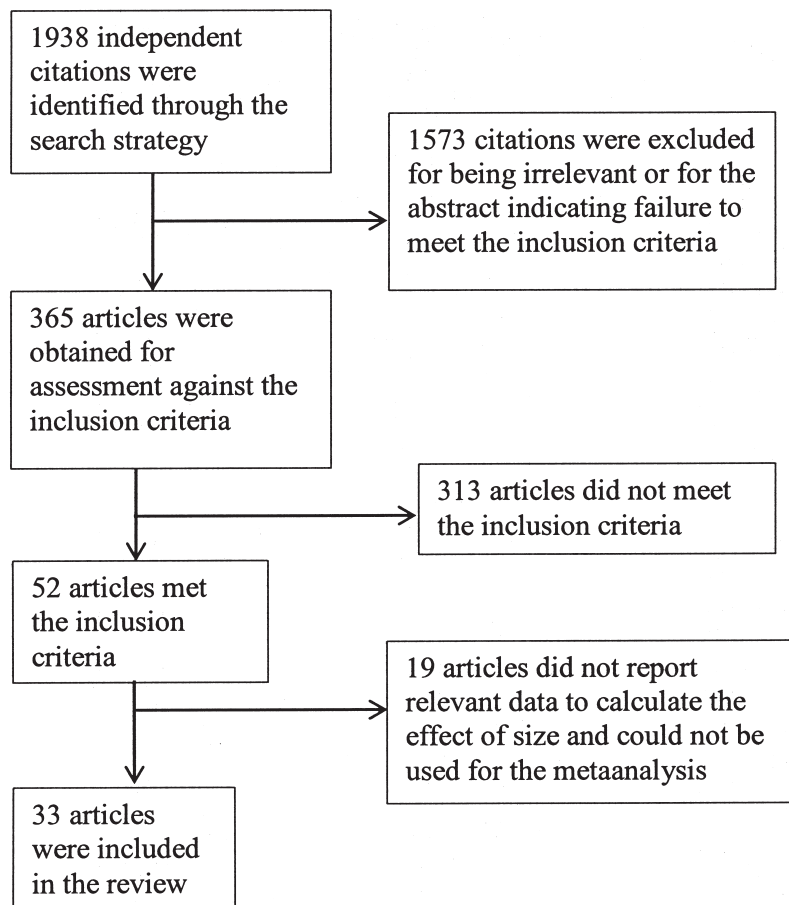 1938 independent
citations were
identified through the
search strategy
1573 citations were excluded
for being irrelevant or for the
abstract indicating failure to
meet the inclusion criteria
365 articles were
obtained for
assessment against the
inclusion criteria
313 articles did not meet
the inclusion criteria
52 articles met
the inclusion
criteria
19 articles did not report
relevant data to calculate the
effect of size and could not be
used for the metaanalysis
33 articles
were included
in the review